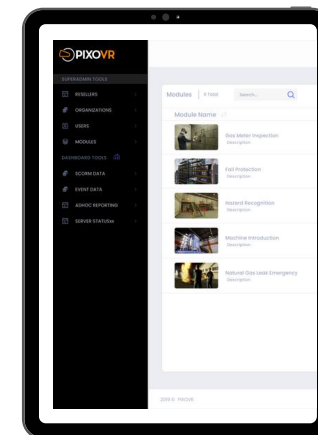 PIXOVR
SUPERADMIN TOOLS
RESELLERS
ORGANIZATIONS
USERS
MODULES
DASHBOARD TOOLS
SCORM DATA
EVENT DATA
ADHOC REPORTING
SERVER STATUSes
Modules
Search...
Module Name
Gas Meter Inspection
Description
Fall Protection
Description
Hazard Recognition
Description
Machine Introduction
Description
Natural Gas Leak Emergency
Description
PIXOVR